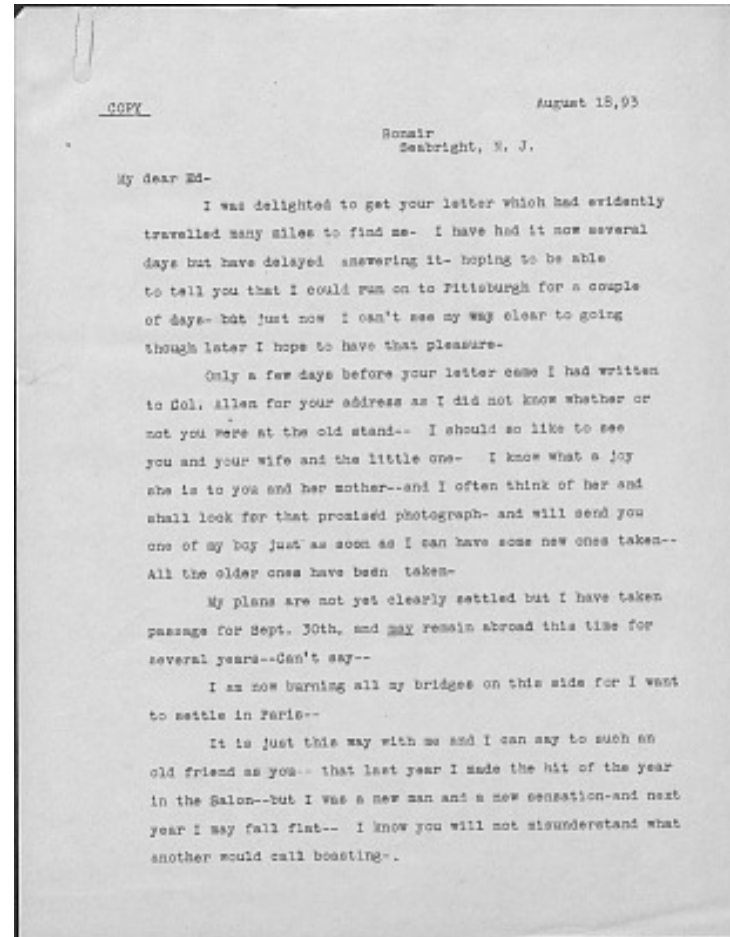 COPY
August 18,93
Bonair
Seabright, N. J.
My dear Ed-
I was delighted to get your letter which had evidently
travelled many miles to find me- I have had it now several
days but have delayed answering it- hoping to be able
to tell you that I could run on to Pittsburgh for a couple
of days- but just now I can't see my way clear to going
though later I hope to have that pleasure-
Only a few days before your letter came I had written
to Col. Allen for your address as I did not know whether or
not you were at the old stand-- I should so like to see
you and your wife and the little one- I know what a joy
she is to you and her mother--and I often think of her and
shall look for that promised photograph- and will send you
one of my boy just as soon as I can have some new ones taken--
All the older ones have been taken-
My plans are not yet clearly settled but I have taken
passage for Sept. 30th, and may remain abroad this time for
several years--Can't say--
I am now burning all my bridges on this side for I want
to settle in Paris--
It is just this way with me and I can say to such an
old friend as you-- that last year I made the hit of the year
in the Salon--but I was a new man and a new sensation-and next
year I may fall flat-- I know you will not misunderstand what
another would call boasting-.